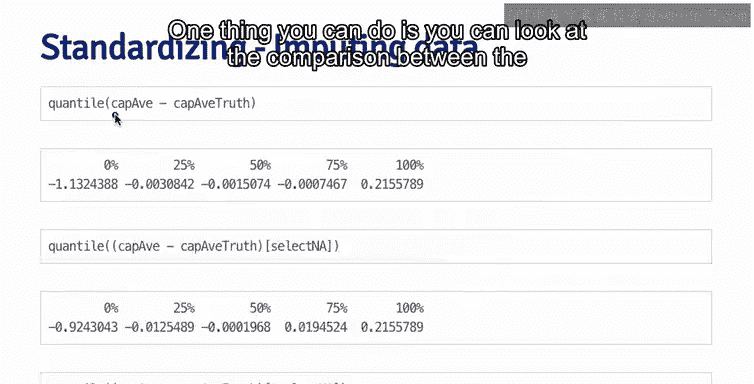 One thing you can do is you can look at
Standardizing - Imputing data
the comparison between the
quantile(capAve - capAveTruth)
0% 25% 50% 75% 100%
-1.1324388 -0.0030842 -0.0015074 -0.0007467 0.2155789
quantile((capAve - capAveTruth)[selectNA])
0% 25% 50% 75% 100%
-0.9243043 -0.0125489 -0.0001968 0.0194524 0.2155789